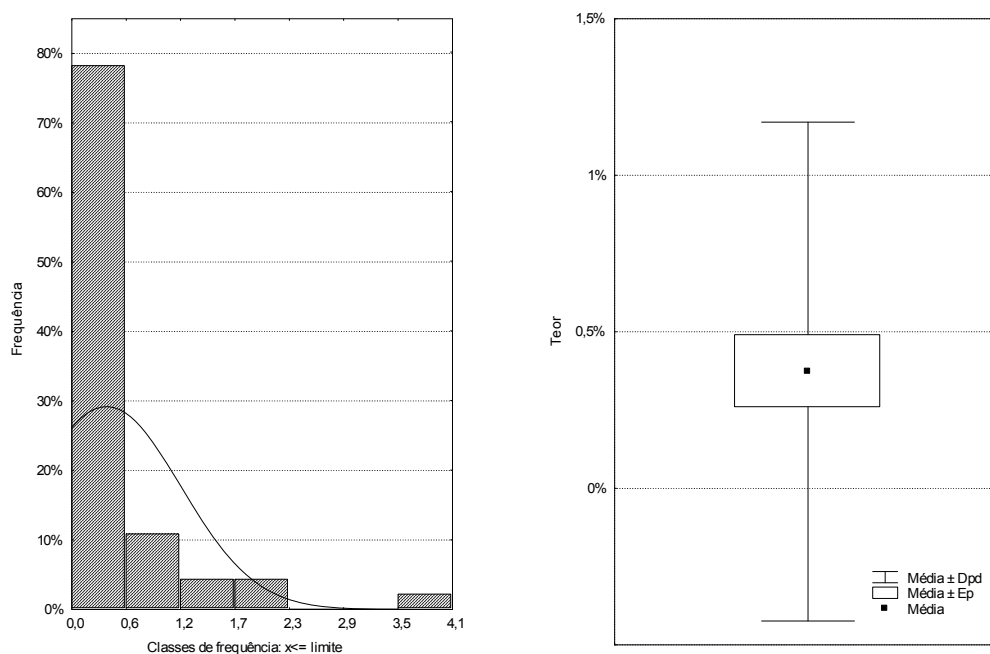 80%
70%
60%
50%
40%
30%
20%
10%
0%
Frequência
0,0 0,6 1,2 1,7 2,3 2,9 3,5 4,1
Classes de frequência: x<= limite
1,5%
1%
0,5%
0%
Teor
Média ± Dpd
Média ± Ep
Média